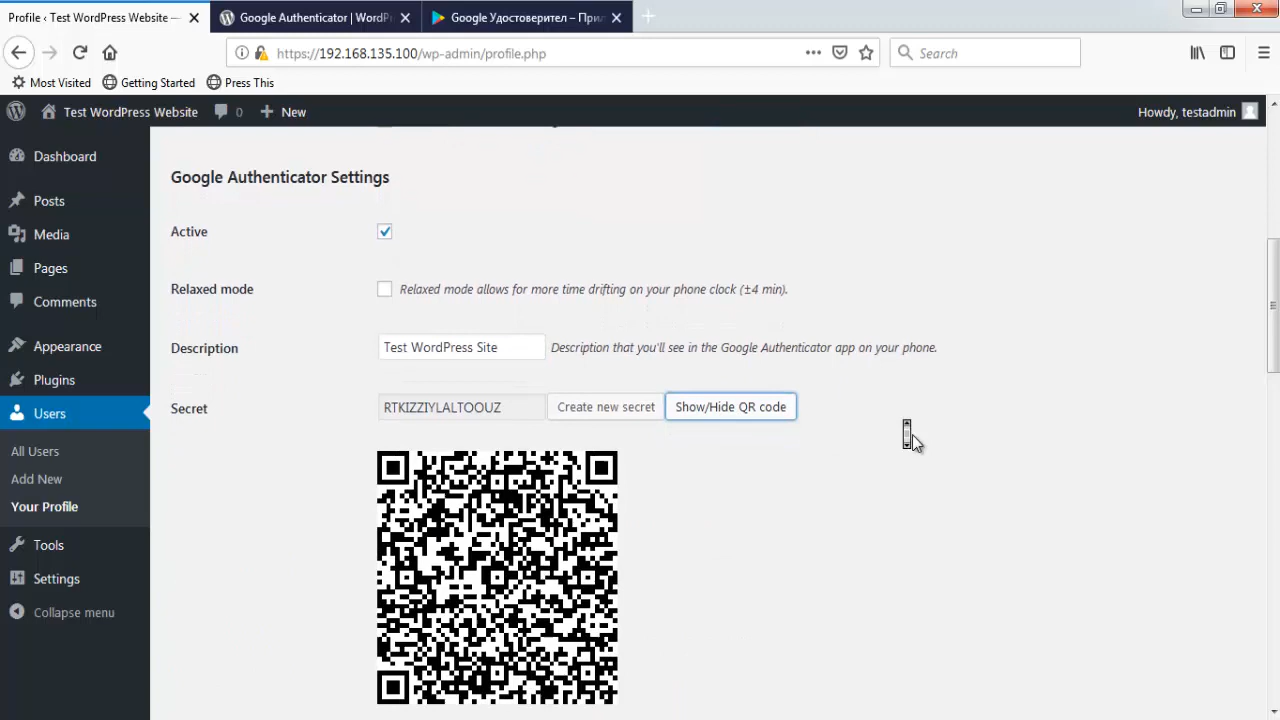 Profile ‹ Test WordPress Website —
Google Authenticator | WordP
Google Удостоверител – При
https://192.168.135.100/wp-admin/profile.php
Search
Most Visited
Getting Started
Press This
Test WordPress Website
0
New
Howdy, testadmin
Dashboard
Posts
Media
Pages
Comments
Appearance
Plugins
Users
All Users
Add New
Your Profile
Tools
Settings
Collapse menu
Google Authenticator Settings
Active
Relaxed mode
Relaxed mode allows for more time drifting on your phone clock (±4 min).
Description
Test WordPress Site
Description that you'll see in the Google Authenticator app on your phone.
Secret
RTKIZZIYLALTOOUZ
Create new secret
Show/Hide QR code